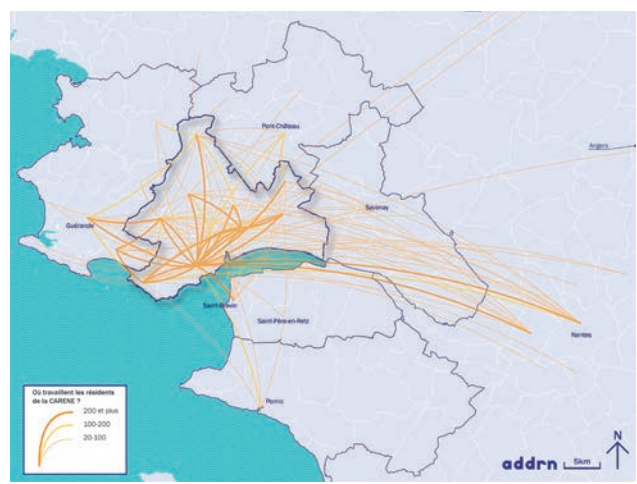 Pont-Château
Angers
Savenay
Guérande
Saint-Brevin
Saint-Père-en-Retz
Nantes
Pornic
Où travaillent les résidents
de la CARENE ?
200 et plus
100-200
20-100
addrn
5km
N